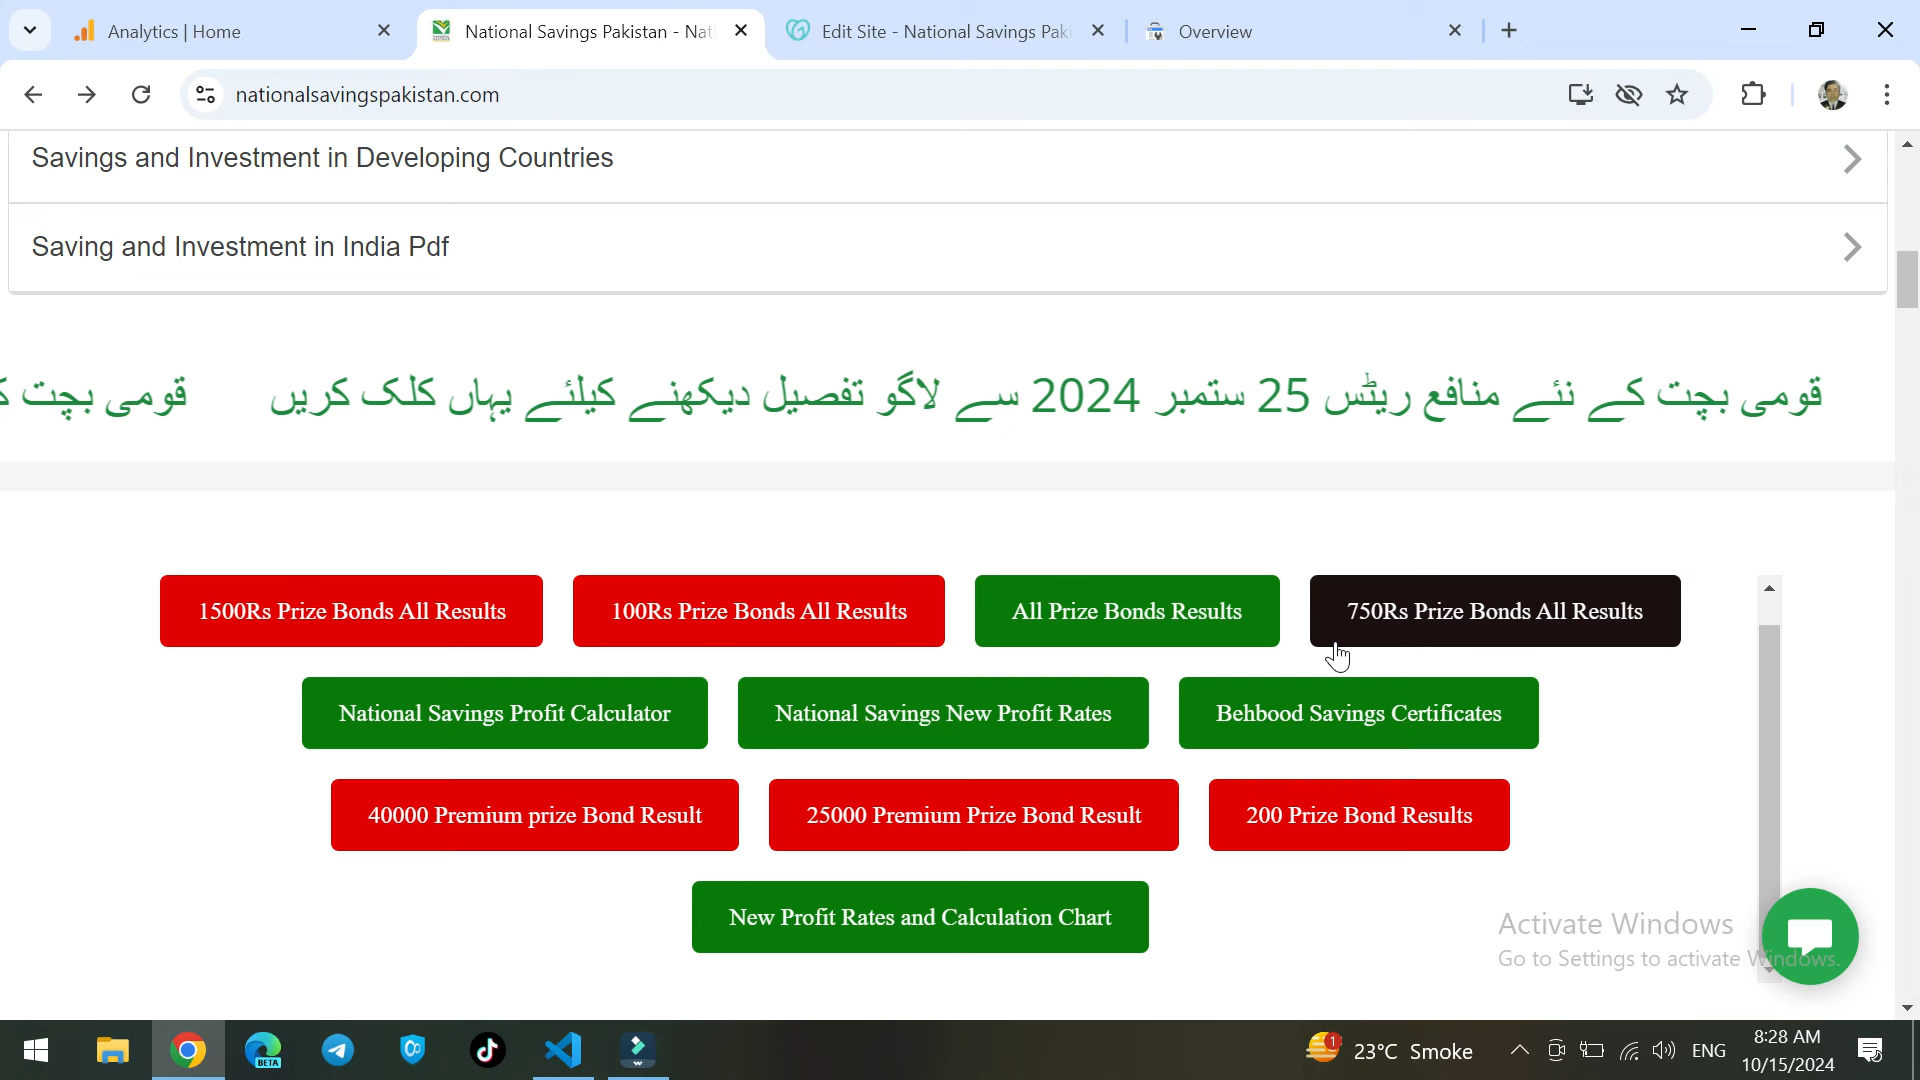 Analytics | Home
National Savings Pakistan - Nat
Edit Site - National Savings Paki
Overview
nationalsavingspakistan.com
Savings and Investment in Developing Countries
Saving and Investment in India Pdf
قومی بچت کے نئے منافع ریٹس 25 ستمبر 2024 سے لاگو تفصیل دیکھنے کیلئے یہاں کلک کریں قومی بچت ک
1500Rs Prize Bonds All Results
100Rs Prize Bonds All Results
All Prize Bonds Results
750Rs Prize Bonds All Results
National Savings Profit Calculator
National Savings New Profit Rates
Behbood Savings Certificates
40000 Premium prize Bond Result
25000 Premium Prize Bond Result
200 Prize Bond Results
New Profit Rates and Calculation Chart
Activate Windows
Go to Settings to activate Windows.
BETA
1
23°C Smoke
ENG
8:28 AM
10/15/2024